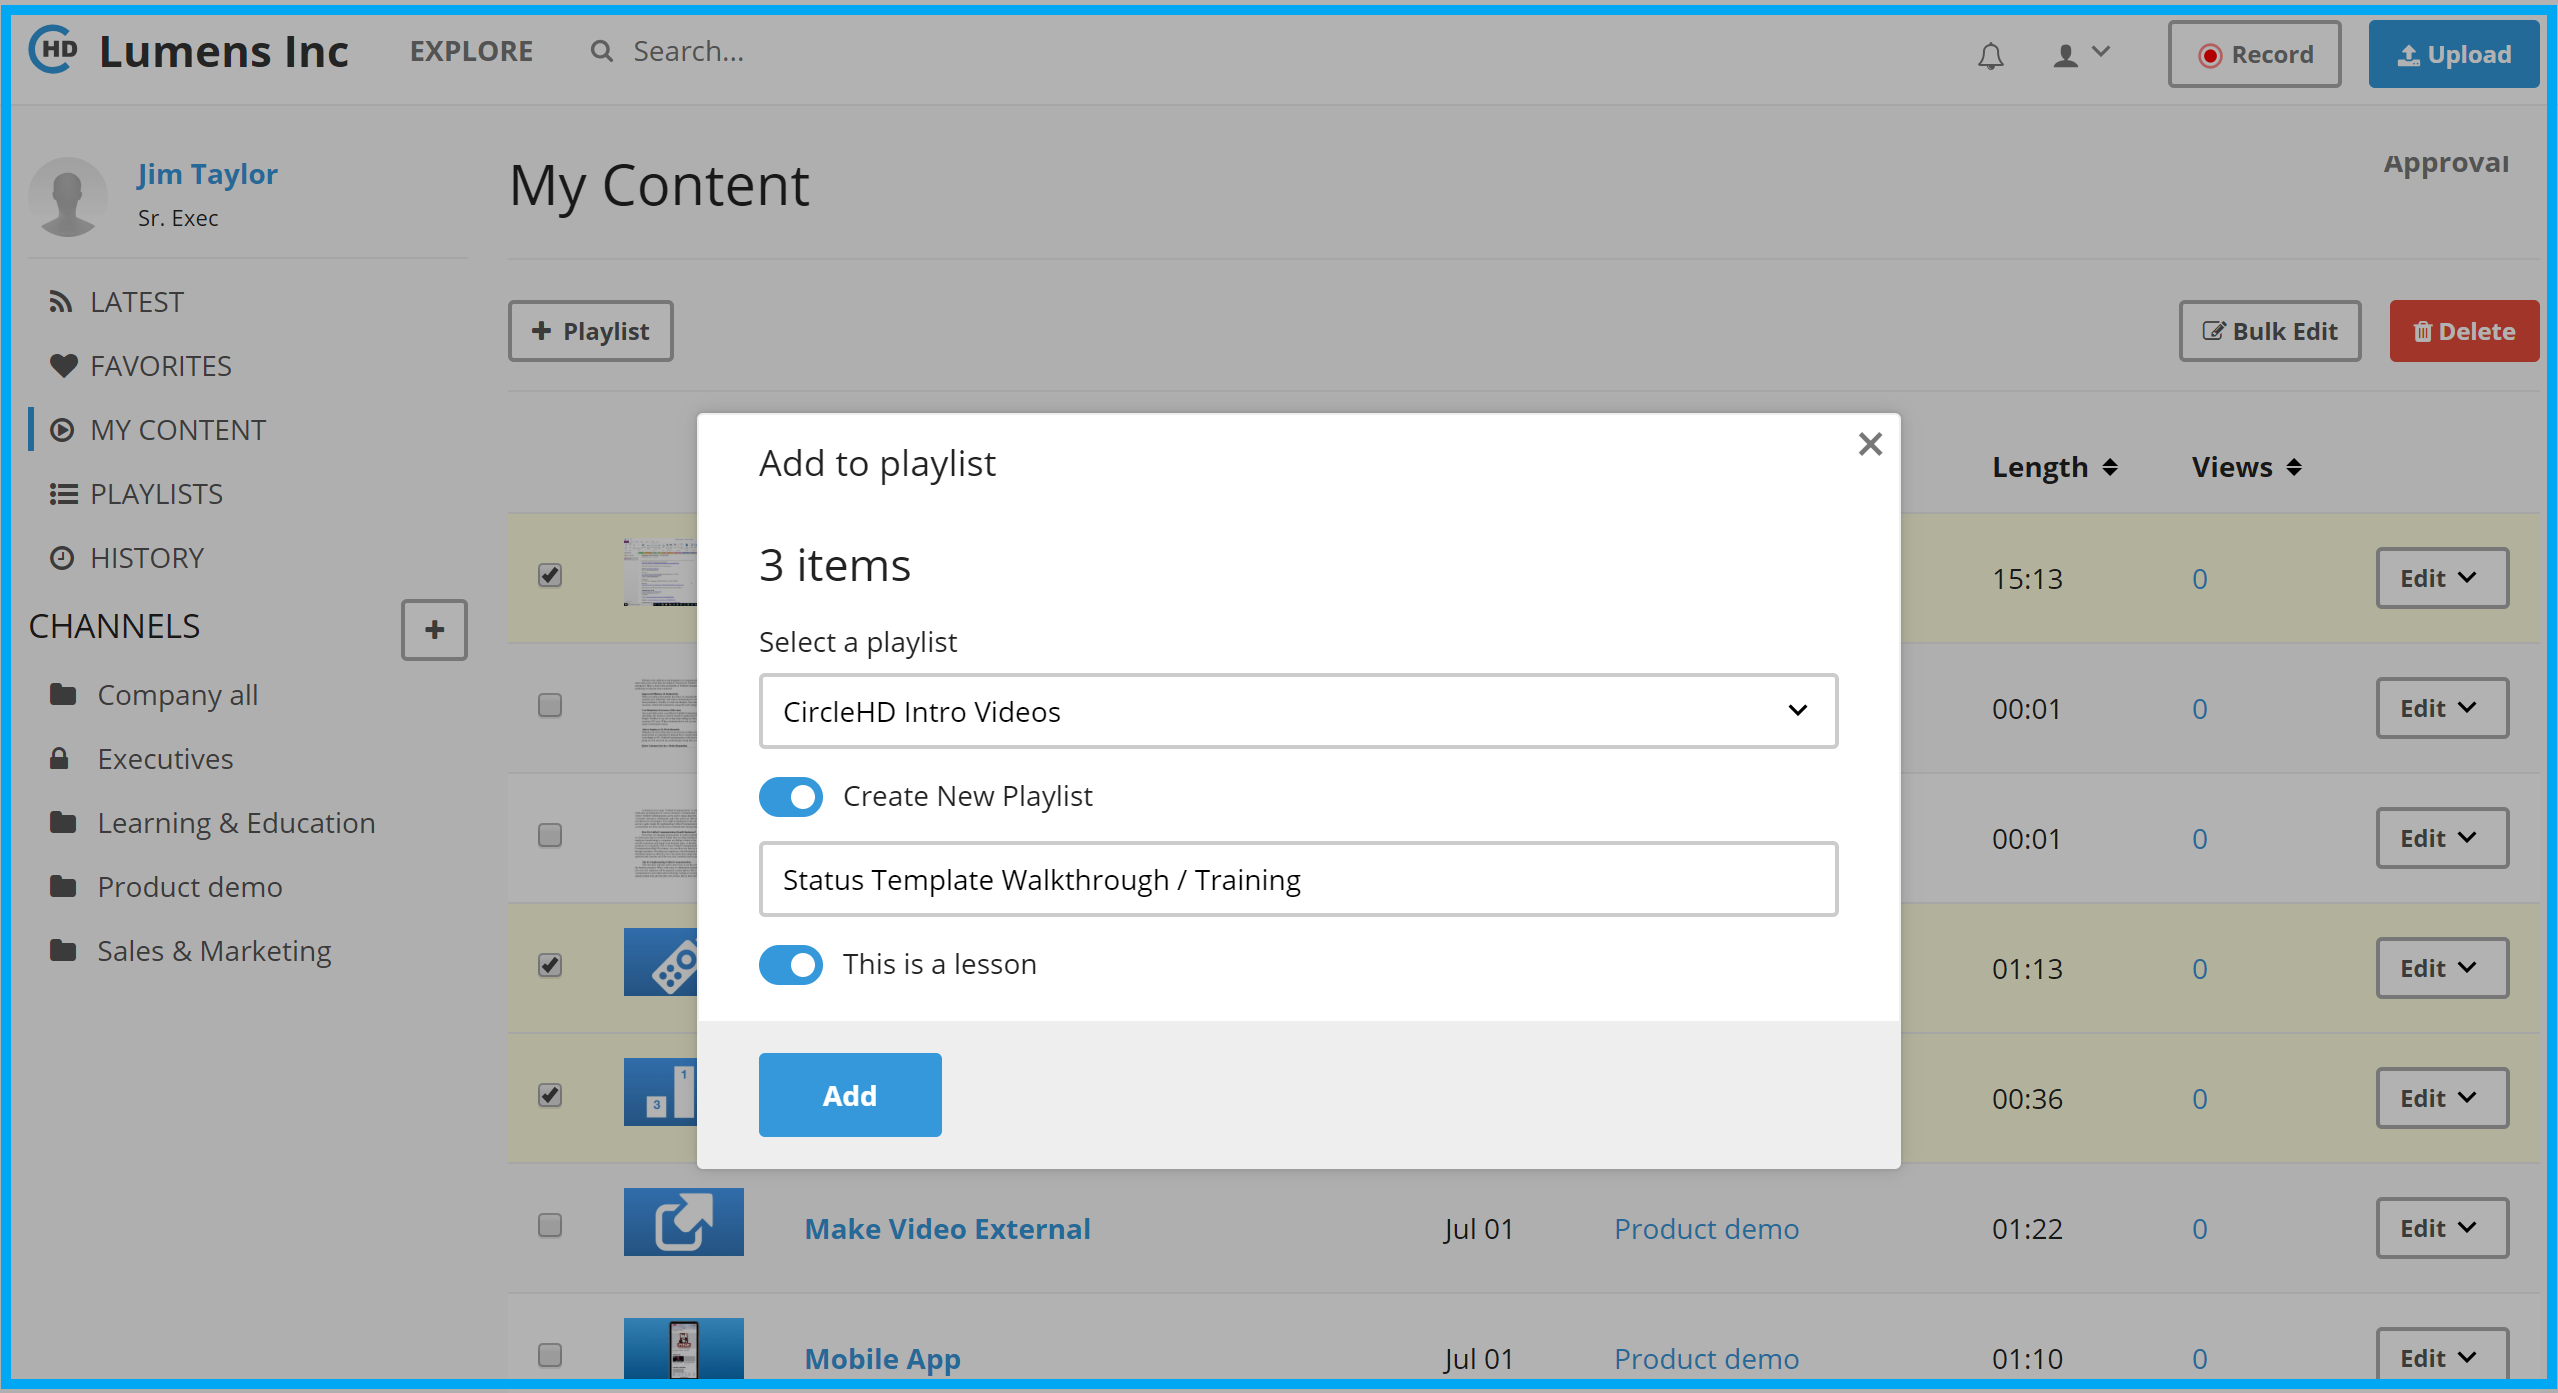 HD Lumens Inc EXPLORE Search... Record Upload
Jim Taylor
Sr. Exec
My Content
Approval
LATEST
FAVORITES
MY CONTENT
PLAYLISTS
HISTORY
CHANNELS +
Company all
Executives
Learning & Education
Product demo
Sales & Marketing
+ Playlist Bulk Edit Delete
Length Views
15:13 0 Edit
00:01 0 Edit
00:01 0 Edit
01:13 0 Edit
3 1
00:36 0 Edit
Make Video External Jul 01 Product demo 01:22 0 Edit
Mobile App Jul 01 Product demo 01:10 0 Edit
Add to playlist
3 items
Select a playlist
CircleHD Intro Videos
Create New Playlist
Status Template Walkthrough / Training
This is a lesson
Add